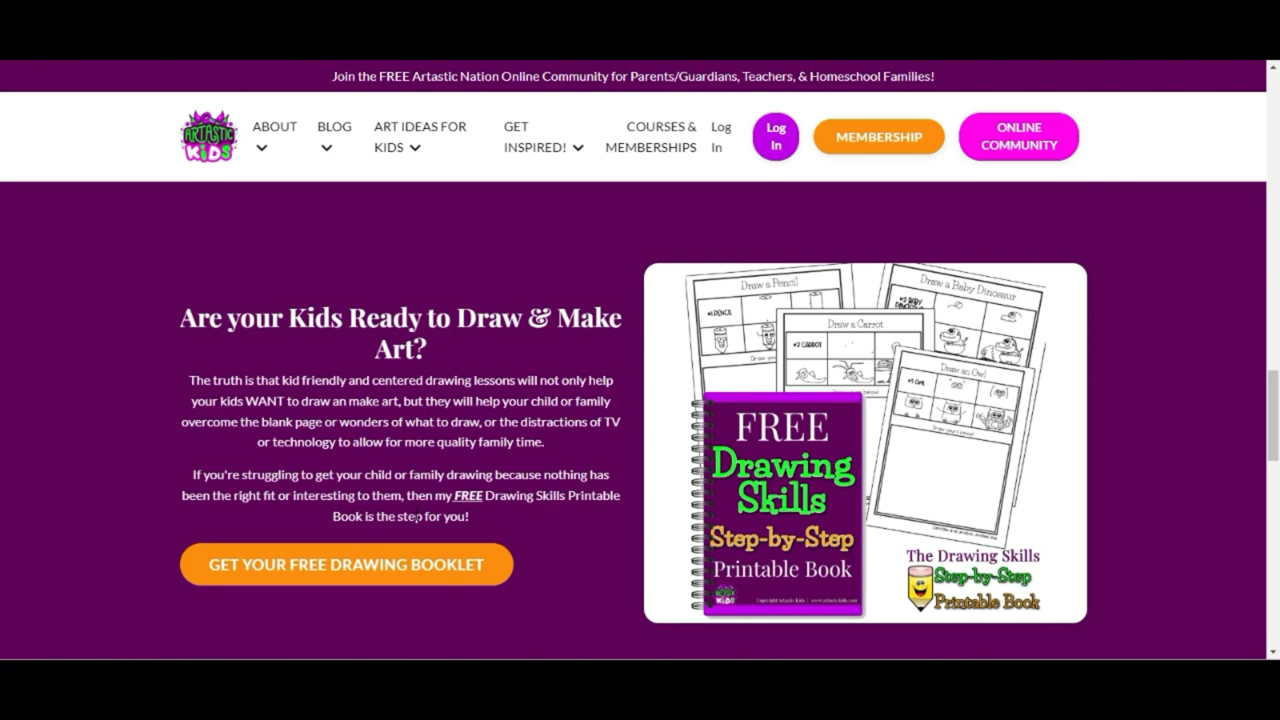 Join the FREE Artastic Nation Online Community for Parents/Guardians, Teachers, & Homeschool Families!
ARTASTIC
KIDS
ABOUT
BLOG
ART IDEAS FOR
KIDS
GET
INSPIRED!
COURSES &
MEMBERSHIPS
Log
In
Log
In
MEMBERSHIP
ONLINE
COMMUNITY
Are your Kids Ready to Draw & Make
Art?
The truth is that kid friendly and centered drawing lessons will not only help
your kids WANT to draw an make art, but they will help your child or family
overcome the blank page or wonders of what to draw, or the distractions of TV
or technology to allow for more quality family time.
If you're struggling to get your child or family drawing because nothing has
been the right fit or interesting to them, then my FREE Drawing Skills Printable
Book is the step for you!
GET YOUR FREE DRAWING BOOKLET
Draw a Pencil
#1 PENCIL
Draw a Baby Dinosaur
Draw a Carrot
#3 CARROT
Draw an Owl
FREE
Drawing
Skills
Step-by-Step
Printable Book
The Drawing Skills
Step-by-Step
Printable Book